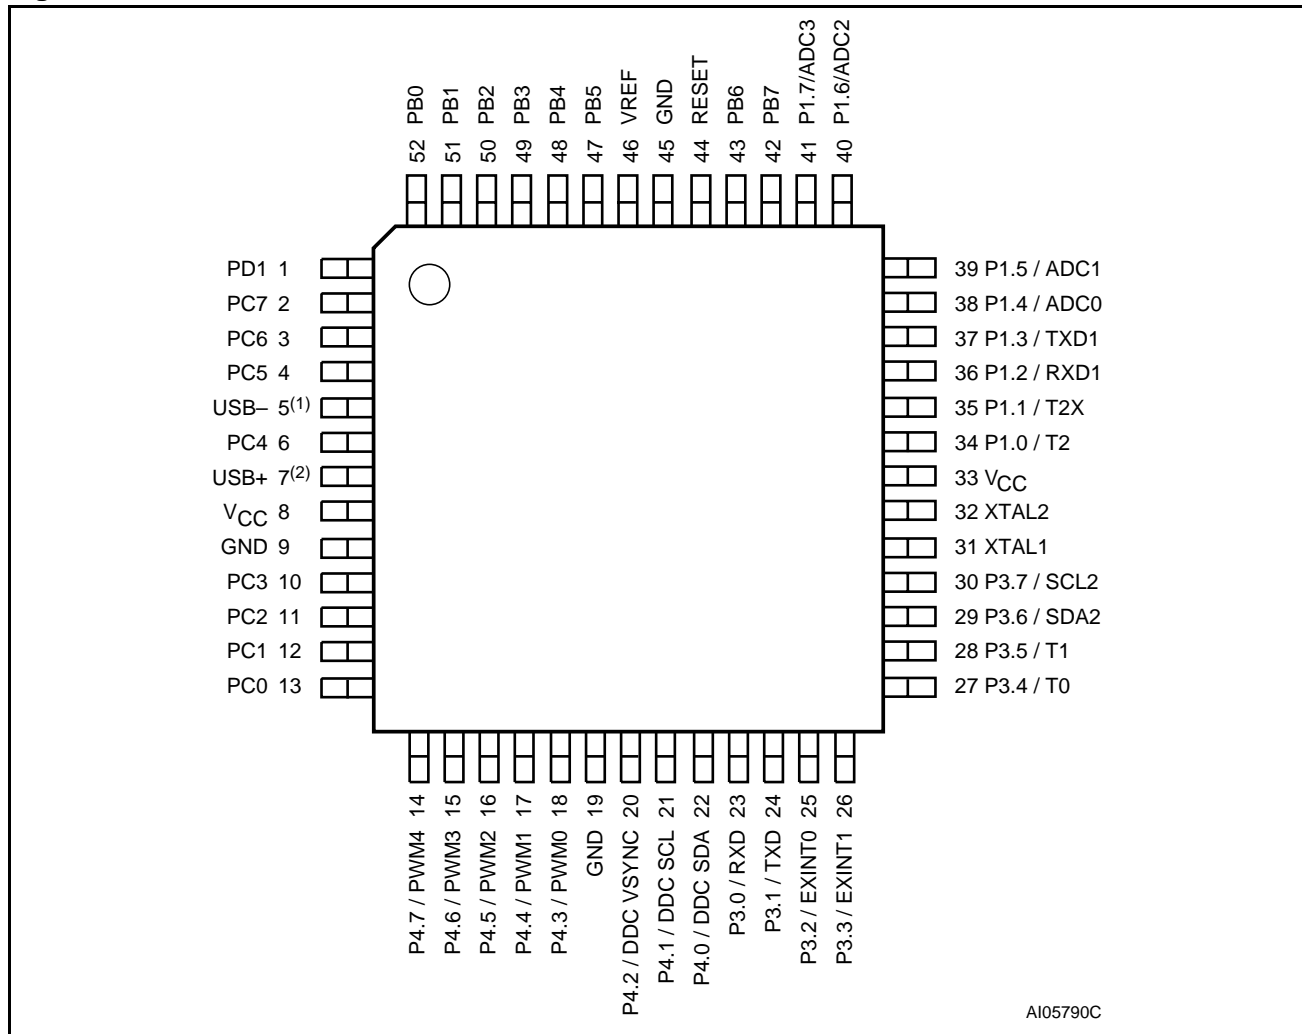 52 PB0
51 PB1
50 PB2
49 PB3
48 PB4
47 PB5
46 VREF
45 GND
44 RESET
43 PB6
42 PB7
41 P1.7/ADC3
40 P1.6/ADC2
PD1 1
PC7 2
PC6 3
PC5 4
USB– 5(1)
PC4 6
USB+ 7(2)
VCC 8
GND 9
PC3 10
PC2 11
PC1 12
PC0 13
39 P1.5 / ADC1
38 P1.4 / ADC0
37 P1.3 / TXD1
36 P1.2 / RXD1
35 P1.1 / T2X
34 P1.0 / T2
33 VCC
32 XTAL2
31 XTAL1
30 P3.7 / SCL2
29 P3.6 / SDA2
28 P3.5 / T1
27 P3.4 / T0
P4.7 / PWM4 14
P4.6 / PWM3 15
P4.5 / PWM2 16
P4.4 / PWM1 17
P4.3 / PWM0 18
GND 19
P4.2 / DDC VSYNC 20
P4.1 / DDC SCL 21
P4.0 / DDC SDA 22
P3.0 / RXD 23
P3.1 / TXD 24
P3.2 / EXINT0 25
P3.3 / EXINT1 26
AI05790C